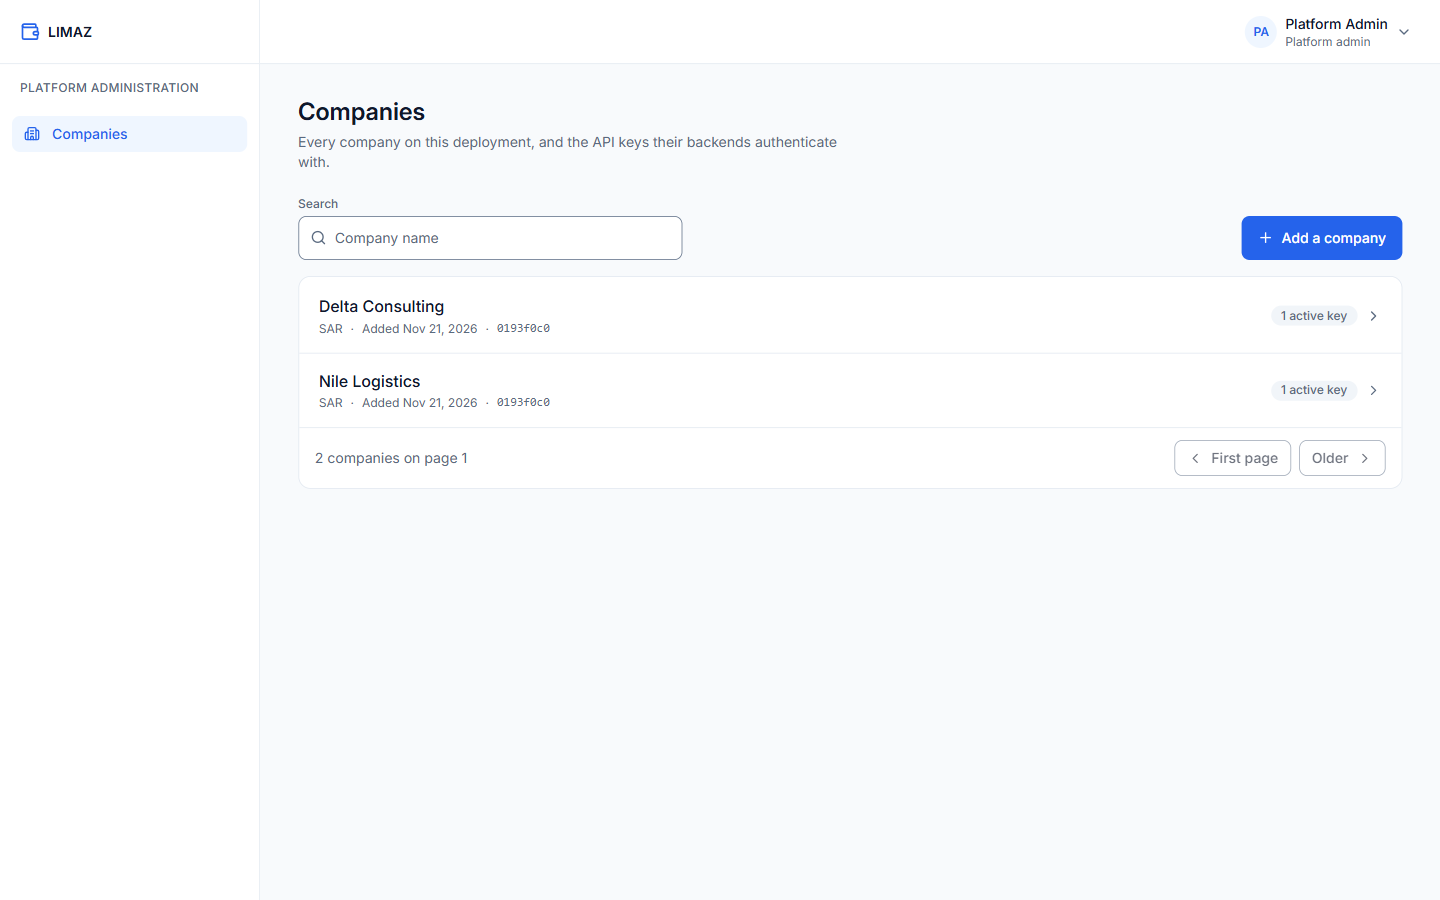 LIMAZ
PA
Platform Admin
Platform admin
PLATFORM ADMINISTRATION
Companies
Companies
Every company on this deployment, and the API keys their backends authenticate
with.
Search
Company name
Add a company
Delta Consulting
SAR · Added Nov 21, 2026 · 0193f0c0
1 active key
Nile Logistics
SAR · Added Nov 21, 2026 · 0193f0c0
1 active key
2 companies on page 1
First page
Older